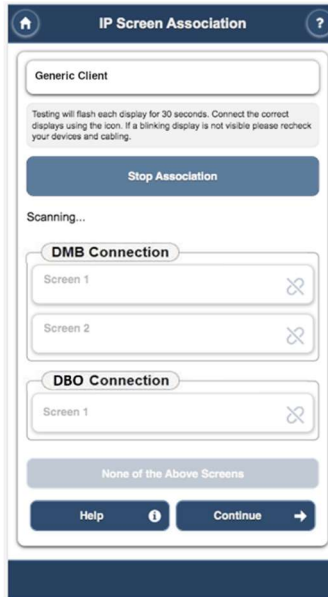 IP Screen Association
?
Generic Client
Testing will flash each display for 30 seconds. Connect the correct
displays using the icon. If a blinking display is not visible please recheck
your devices and cabling.
Stop Association
Scanning...
DMB Connection
Screen 1
Screen 2
DBO Connection
Screen 1
None of the Above Screens
Help
Continue